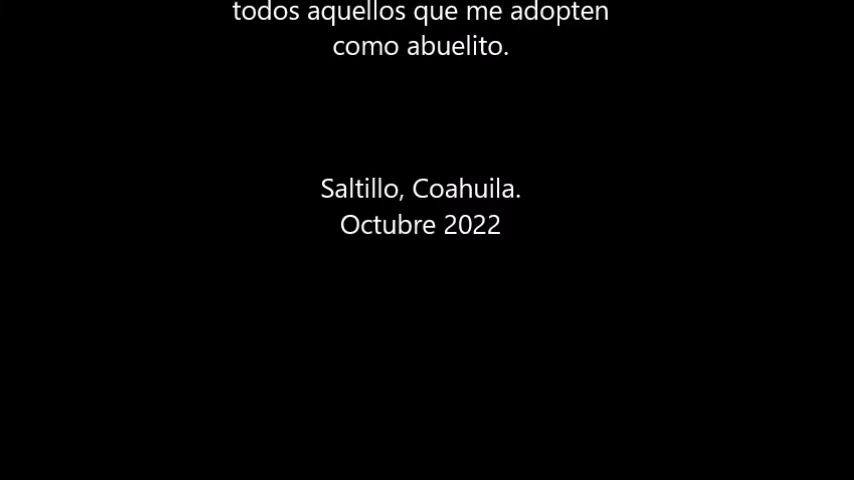 todos aquellos que me adopten
como abuelito.
Saltillo, Coahuila.
Octubre 2022